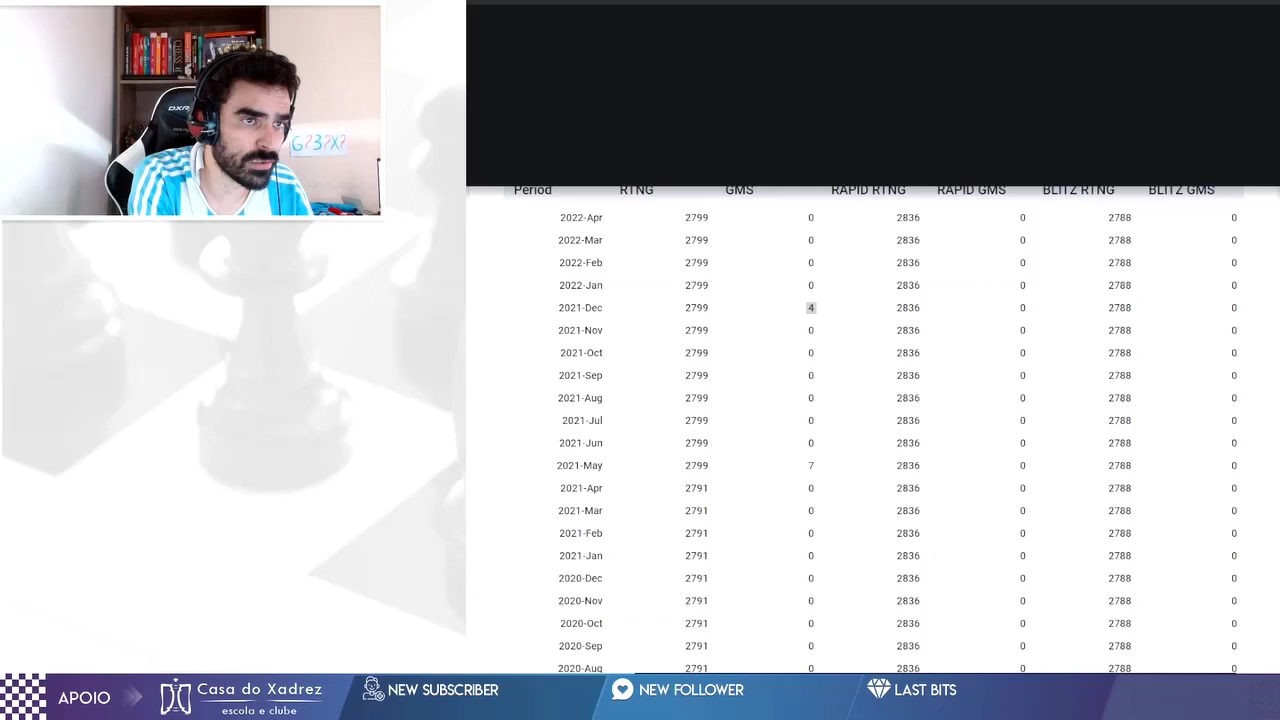 CHESS
DXR
G?3?X?
Period RTNG GMS RAPID RTNG RAPID GMS BLITZ RTNG BLITZ GMS
2022-Apr 2799 0 2836 0 2788 0
2022-Mar 2799 0 2836 0 2788 0
2022-Feb 2799 0 2836 0 2788 0
2022-Jan 2799 0 2836 0 2788 0
2021-Dec 2799 4 2836 0 2788 0
2021-Nov 2799 0 2836 0 2788 0
2021-Oct 2799 0 2836 0 2788 0
2021-Sep 2799 0 2836 0 2788 0
2021-Aug 2799 0 2836 0 2788 0
2021-Jul 2799 0 2836 0 2788 0
2021-Jun 2799 0 2836 0 2788 0
2021-May 2799 7 2836 0 2788 0
2021-Apr 2791 0 2836 0 2788 0
2021-Mar 2791 0 2836 0 2788 0
2021-Feb 2791 0 2836 0 2788 0
2021-Jan 2791 0 2836 0 2788 0
2020-Dec 2791 0 2836 0 2788 0
2020-Nov 2791 0 2836 0 2788 0
2020-Oct 2791 0 2836 0 2788 0
2020-Sep 2791 0 2836 0 2788 0
2020-Aug 2791 0 2836 0 2788 0
APOIO Casa do Xadrez NEW SUBSCRIBER NEW FOLLOWER LAST BITS
escola e clube